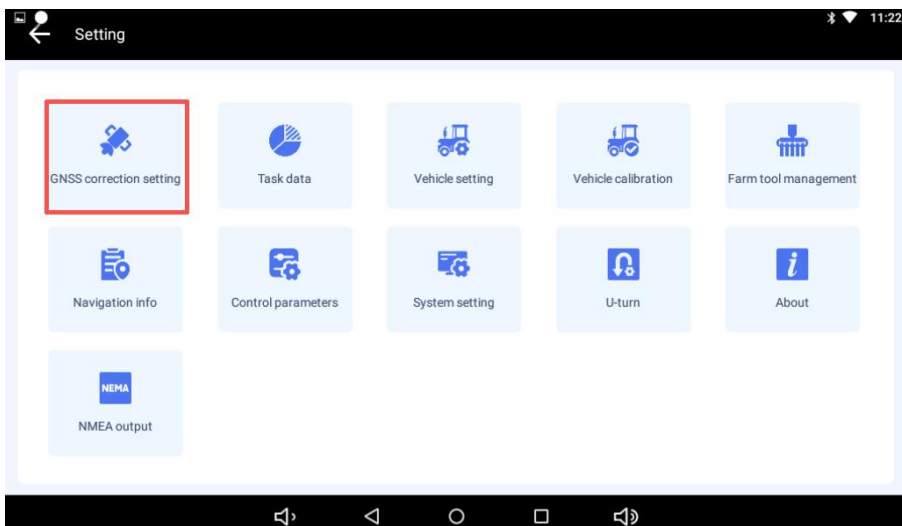 11:22
Setting
GNSS correction setting
Task data
Vehicle setting
Vehicle calibration
Farm tool management
Navigation info
Control parameters
System setting
U-turn
i
About
NEMA
NMEA output